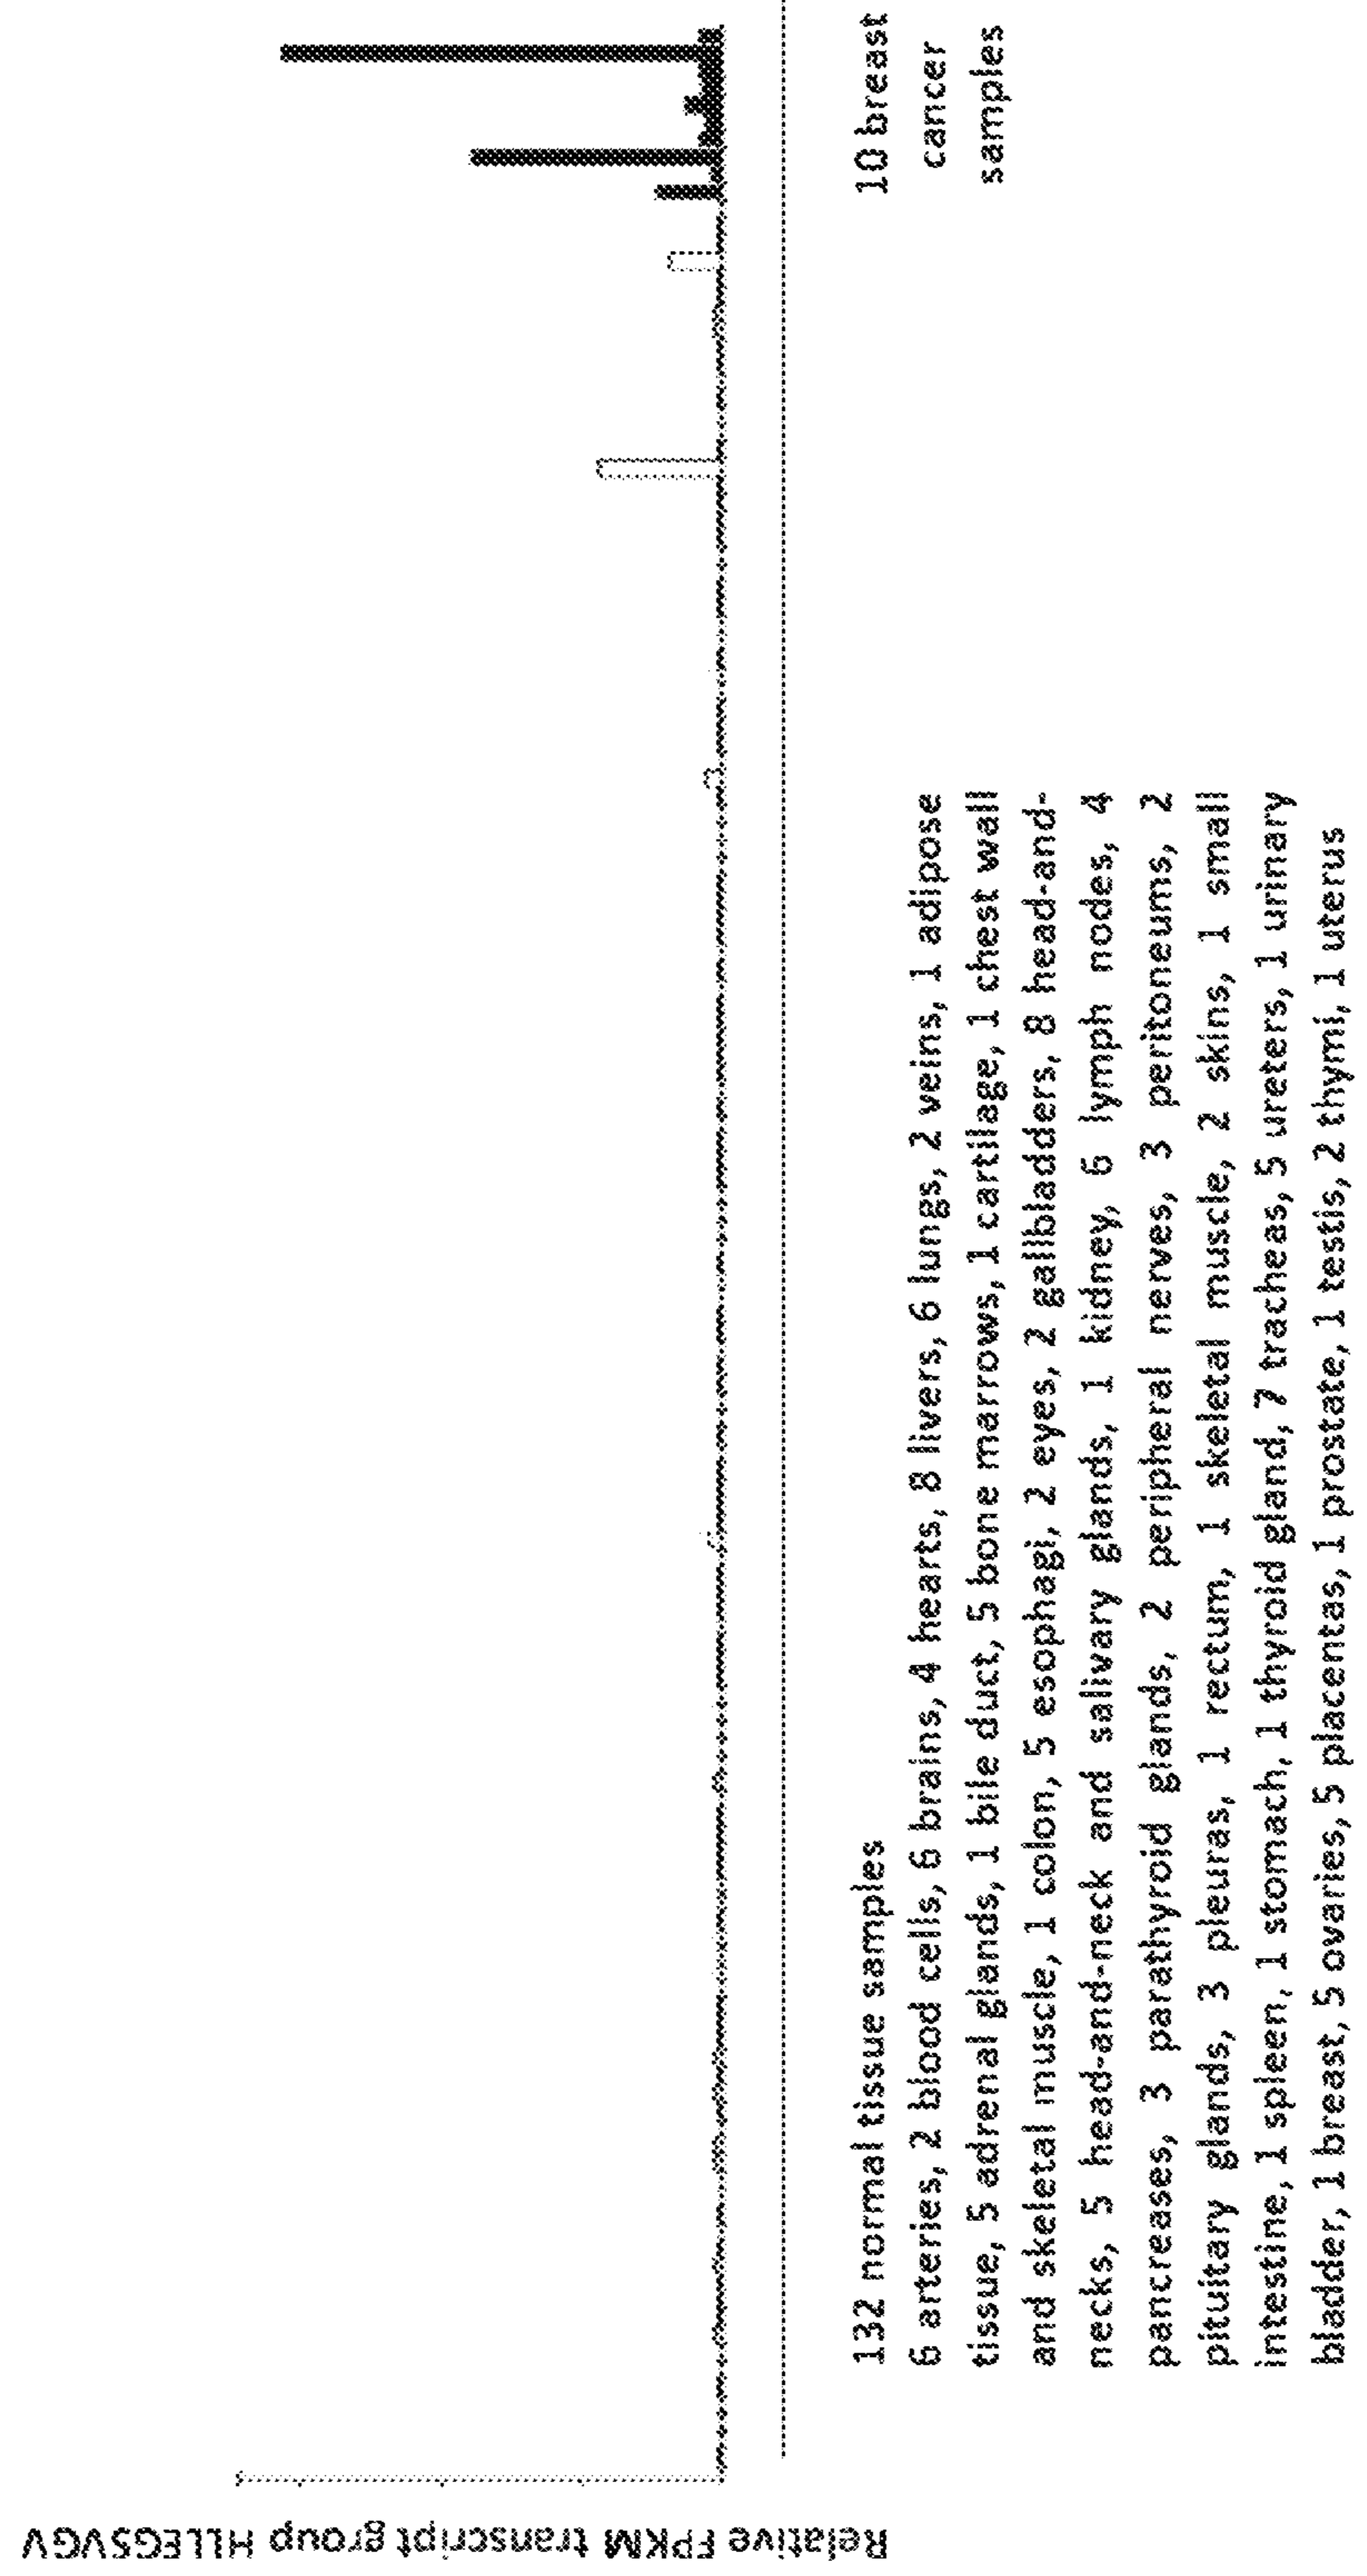 Relative FPKM transcript group HLLEGSVGV
132 normal tissue samples
6 arteries, 2 blood cells, 6 brains, 4 hearts, 8 livers, 6 lungs, 2 veins, 1 adipose
tissue, 5 adrenal glands, 1 bile duct, 5 bone marrows, 1 cartilage, 1 chest wall
and skeletal muscle, 1 colon, 5 esophagi, 2 eyes, 2 gallbladders, 8 head-and-
necks, 5 head-and-neck and salivary glands, 1 kidney, 6 lymph nodes, 4
pancreases, 3 parathyroid glands, 2 peripheral nerves, 3 peritoneums, 2
pituitary glands, 3 pleuras, 1 rectum, 1 skeletal muscle, 2 skins, 1 small
intestine, 1 spleen, 1 stomach, 1 thyroid gland, 7 tracheas, 5 ureters, 1 urinary
bladder, 1 breast, 5 ovaries, 5 placentas, 1 prostate, 1 testis, 2 thymi, 1 uterus
10 breast
cancer
samples